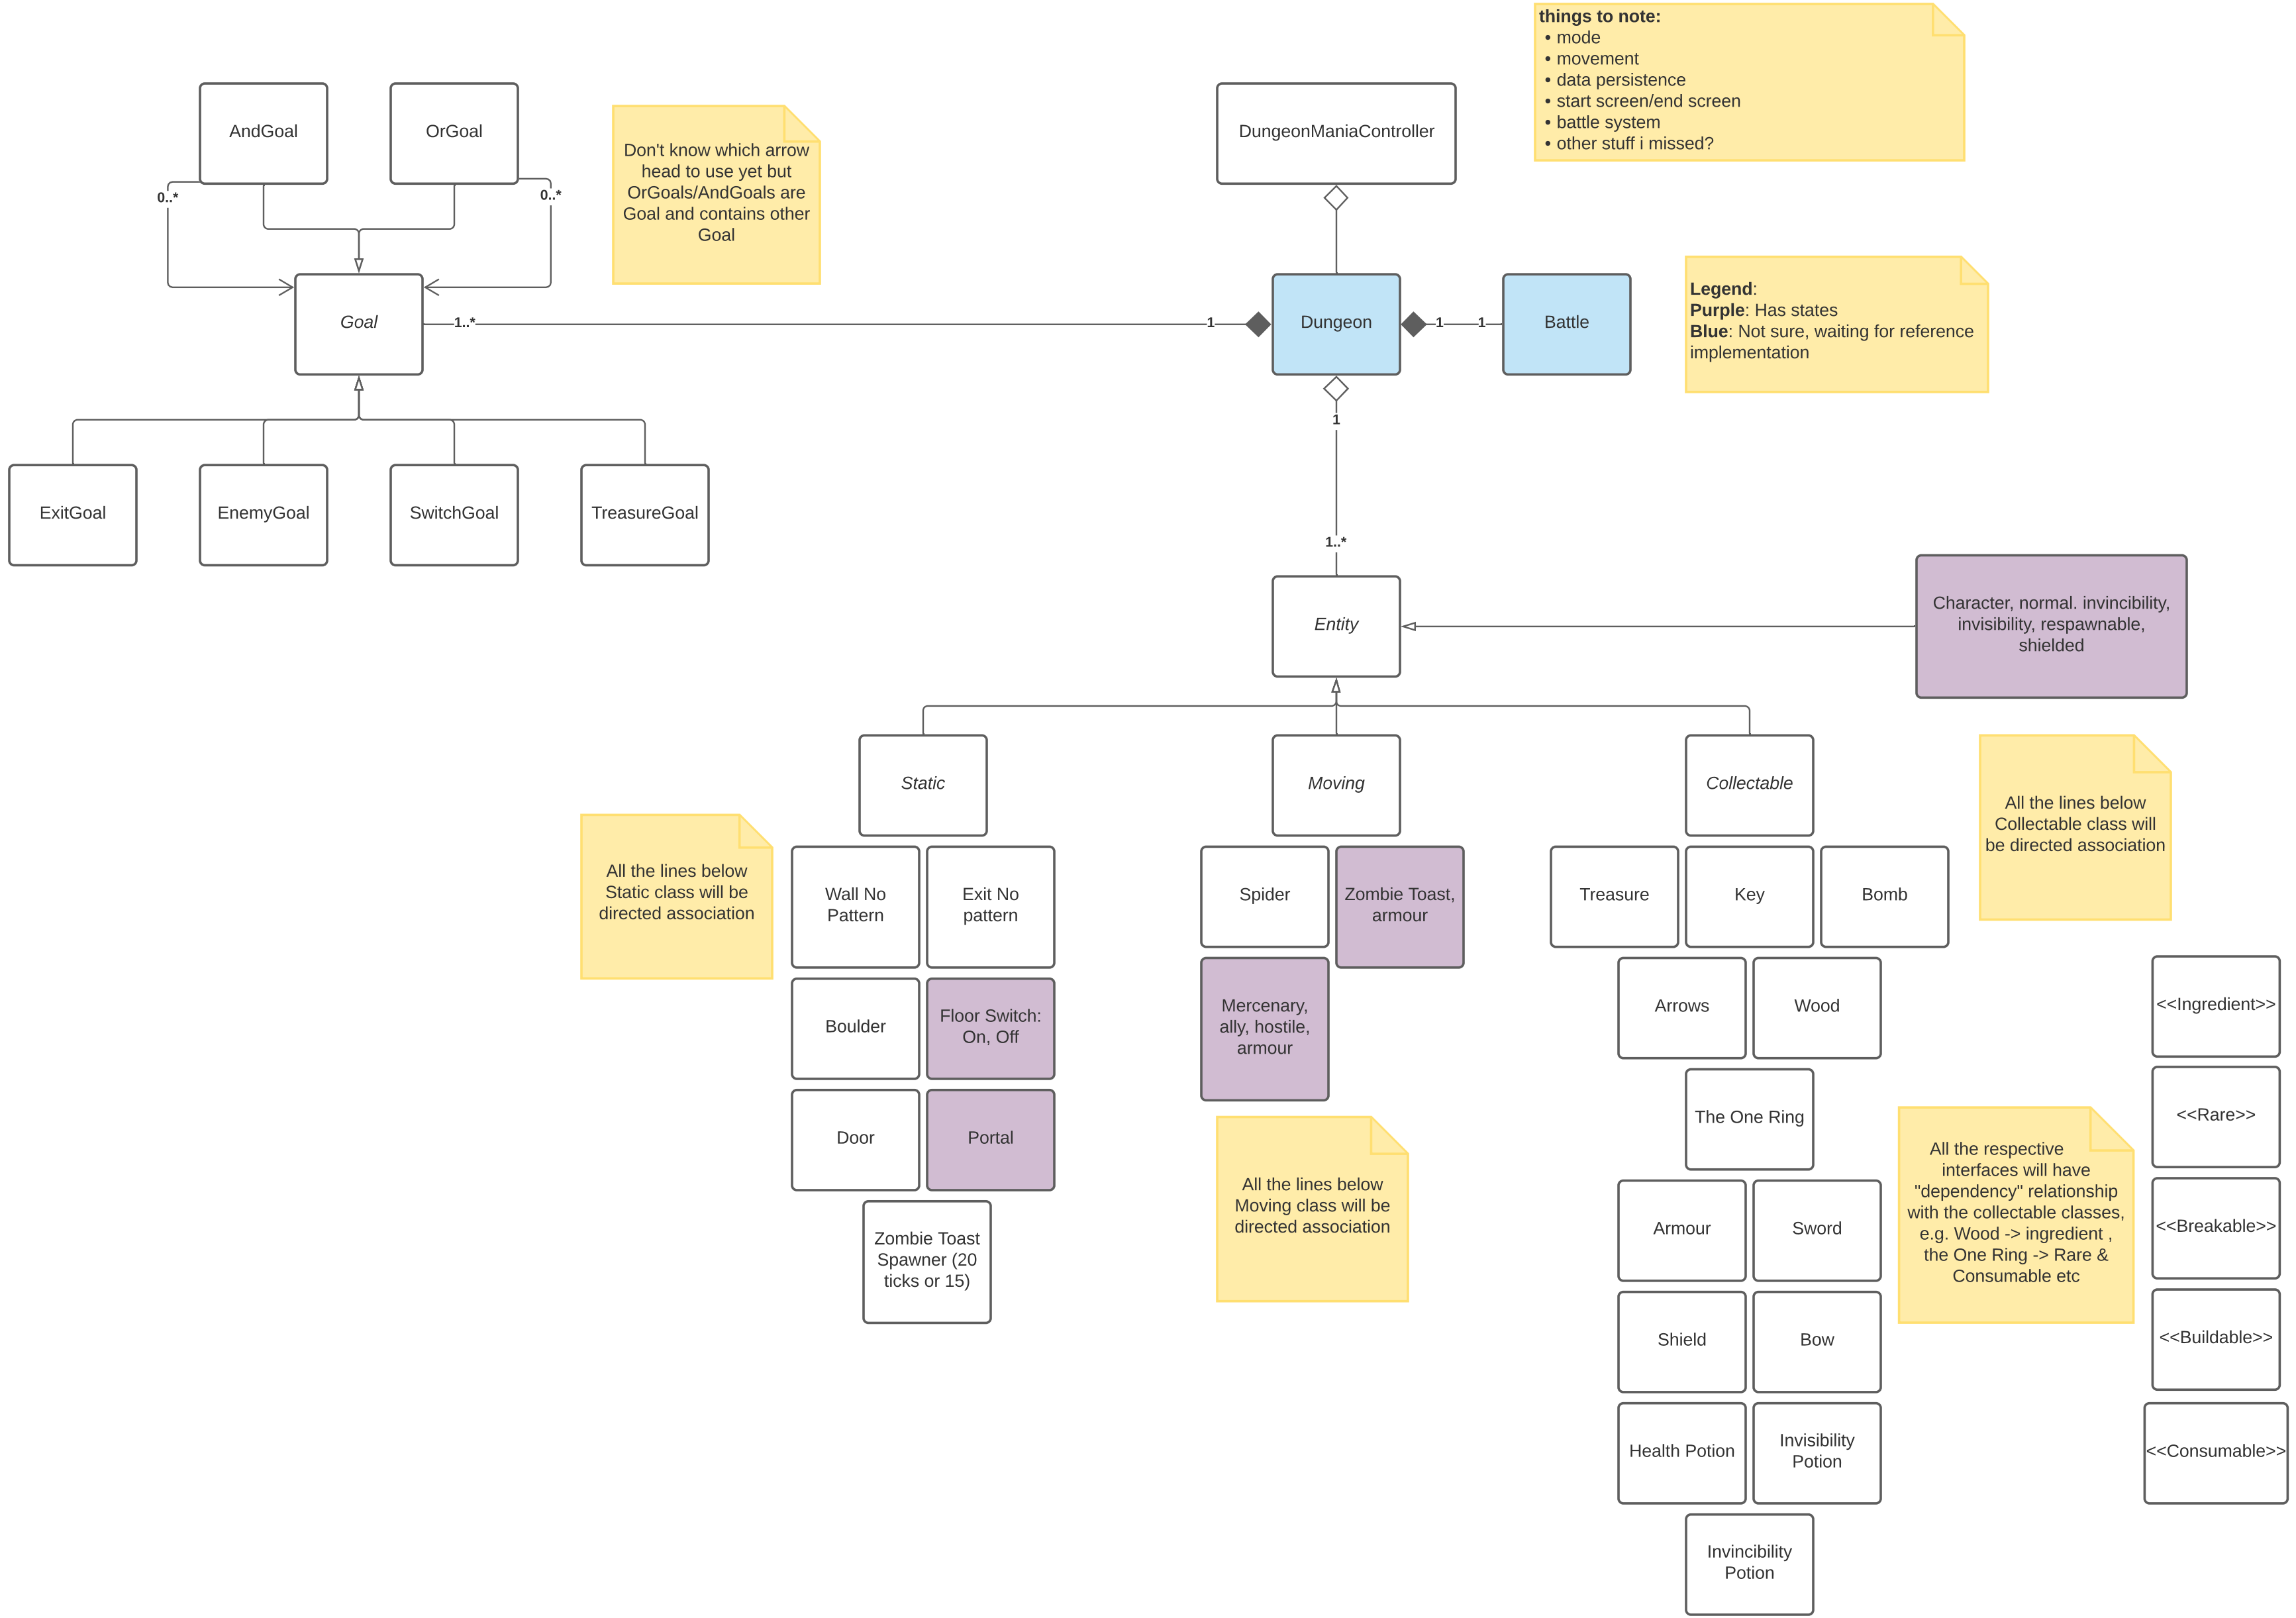 things to note:
• mode
• movement
• data persistence
• start screen/end screen
• battle system
• other stuff i missed?
AndGoal
OrGoal
DungeonManiaController
Don't know which arrow
head to use yet but
OrGoals/AndGoals are
Goal and contains other
Goal
0..*
0..*
Goal
1..*
1
Dungeon
1
1
Battle
Legend:
Purple: Has states
Blue: Not sure, waiting for reference
implementation
1
ExitGoal
EnemyGoal
SwitchGoal
TreasureGoal
1..*
Entity
Character, normal. invincibility,
invisibility, respawnable,
shielded
Static
Moving
Collectable
All the lines below
Collectable class will
be directed association
All the lines below
Static class will be
directed association
Wall No
Pattern
Exit No
pattern
Spider
Zombie Toast,
armour
Treasure
Key
Bomb
Boulder
Floor Switch:
On, Off
Mercenary,
ally, hostile,
armour
Arrows
Wood
<<Ingredient>>
Door
Portal
The One Ring
<<Rare>>
All the lines below
Moving class will be
directed association
All the respective
interfaces will have
"dependency" relationship
with the collectable classes,
e.g. Wood -> ingredient ,
the One Ring -> Rare &
Consumable etc
Zombie Toast
Spawner (20
ticks or 15)
Armour
Sword
<<Breakable>>
Shield
Bow
<<Buildable>>
Health Potion
Invisibility
Potion
<<Consumable>>
Invincibility
Potion